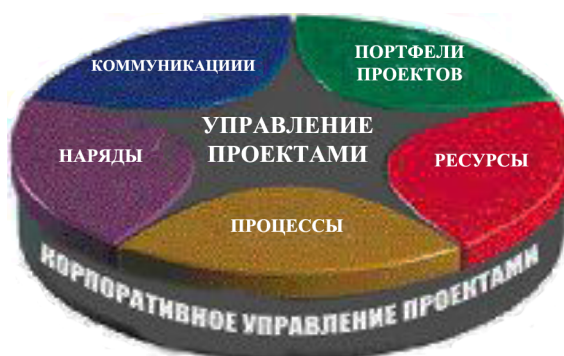 КОММУНИКАЦИИИ
ПОРТФЕЛИ
ПРОЕКТОВ
УПРАВЛЕНИЕ
ПРОЕКТАМИ
НАРЯДЫ
РЕСУРСЫ
ПРОЦЕССЫ
КОРПОРАТИВНОЕ УПРАВЛЕНИЕ ПРОЕКТАМИ